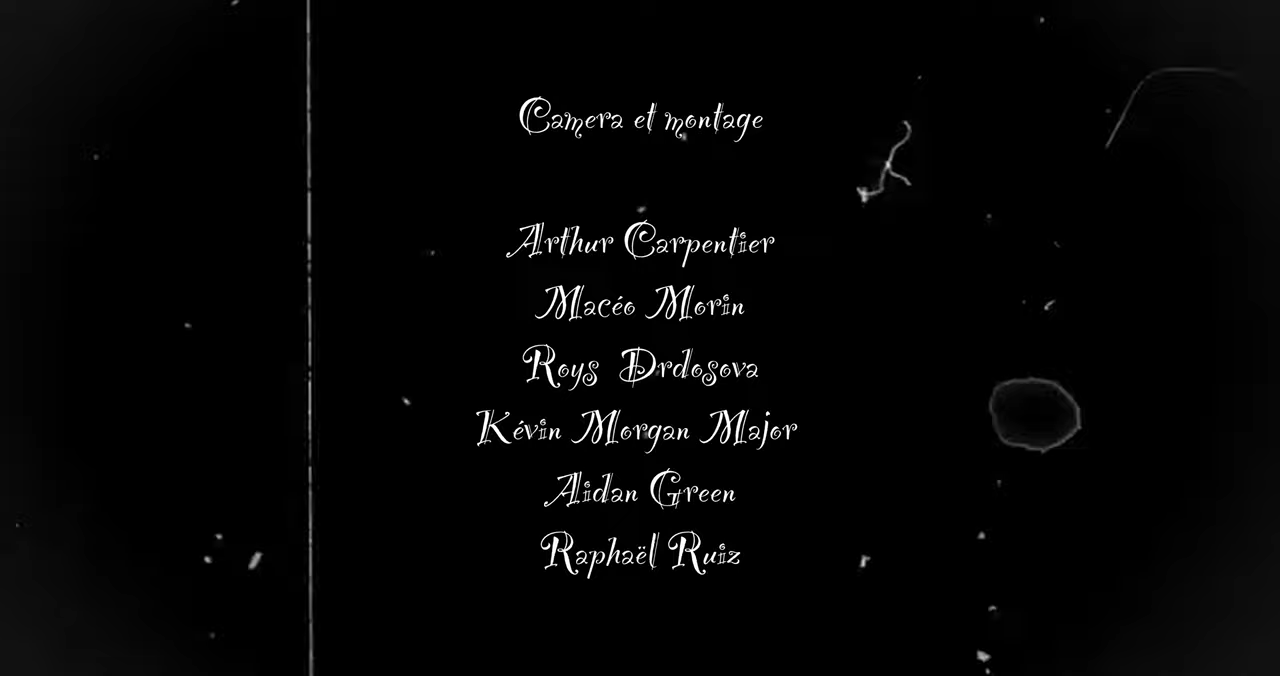 Camera et montage
Arthur Carpentier
Macéo Morin
Roys Drdosova
Kévin Morgan Major
Aidan Green
Raphaël Ruiz